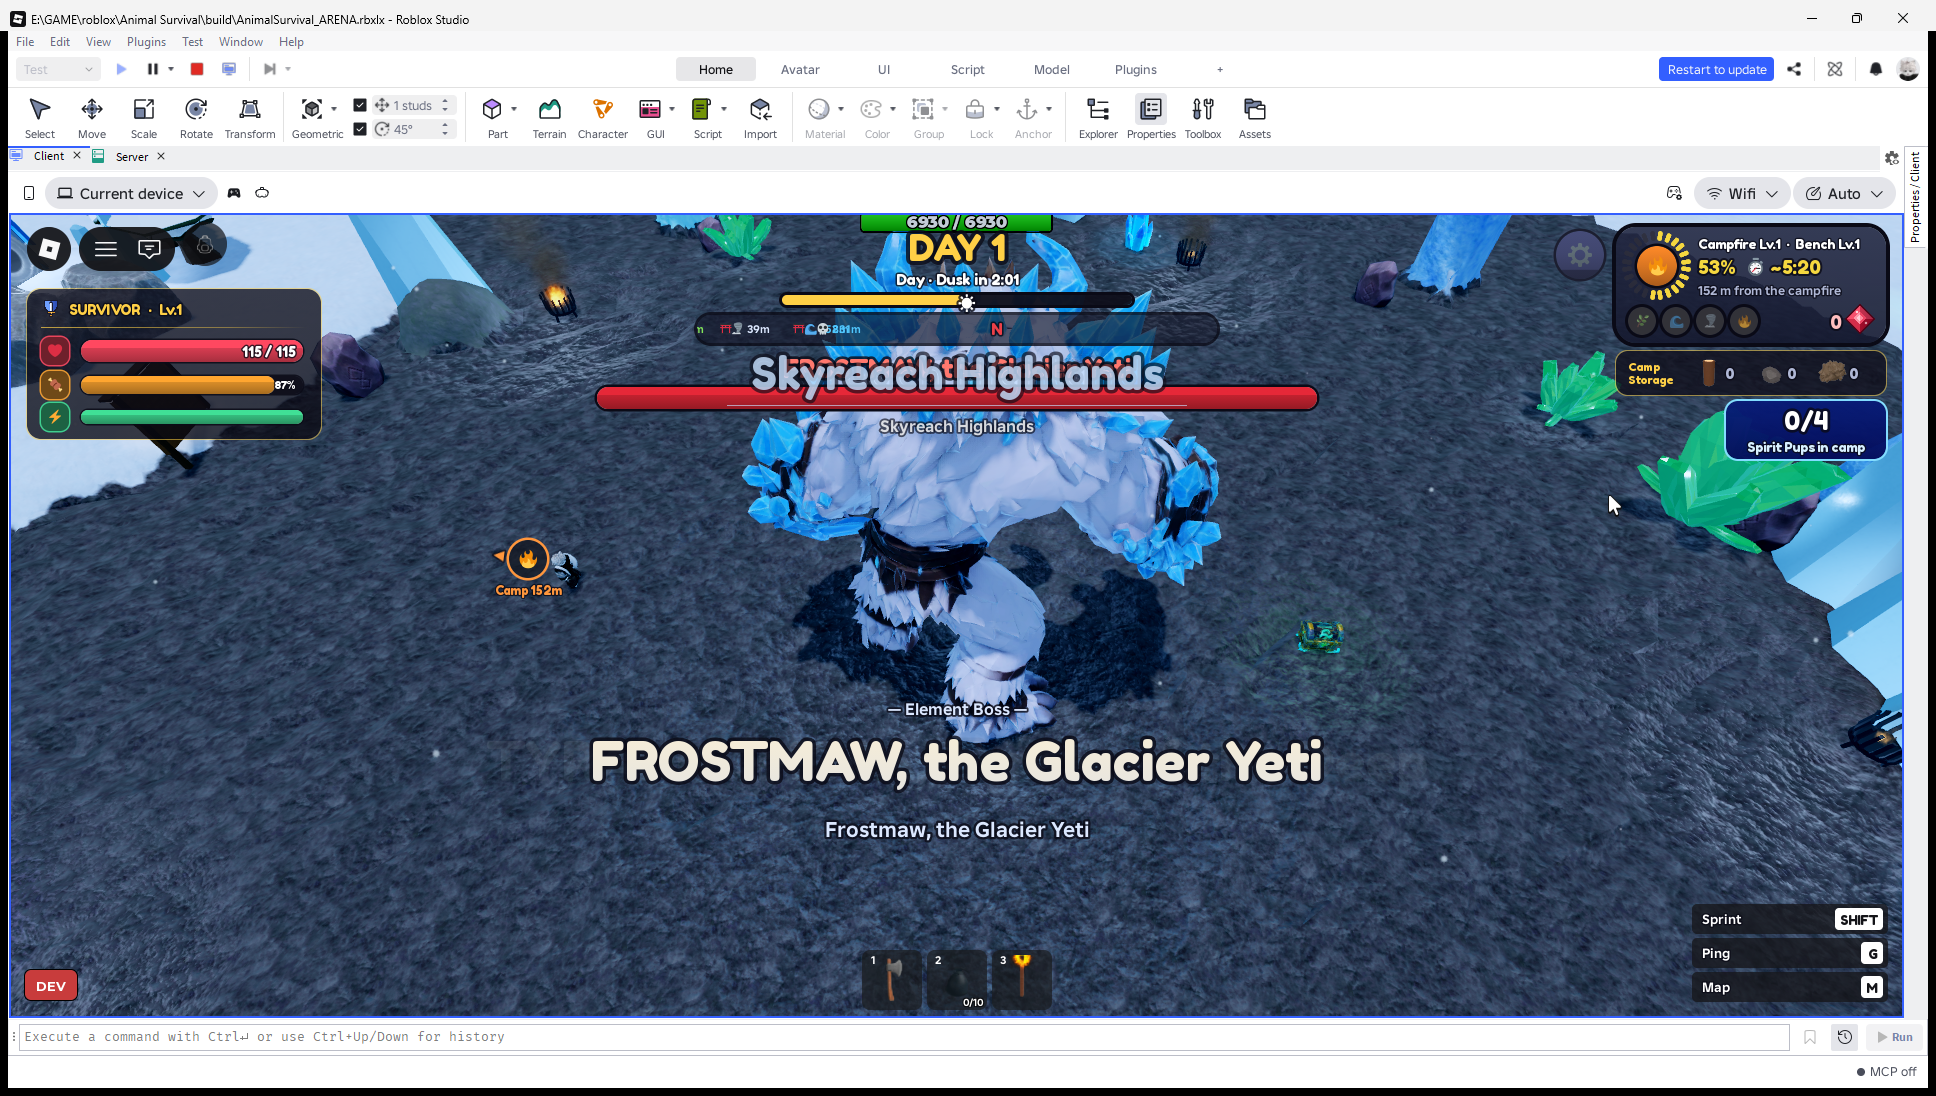 E:\GAME\roblox\Animal Survival\build\AnimalSurvival_ARENA.rbxlx - Roblox Studio
File Edit View Plugins Test Window Help
Test
Home Avatar UI Script Model Plugins +
Restart to update
1 studs
45°
Select Move Scale Rotate Transform Geometric Part Terrain Character GUI Script Import Material Color Group Lock Anchor Explorer Properties Toolbox Assets
Client Server
Properties / Client
Current device
Wifi
Auto
6930 / 6930
DAY 1
Day · Dusk in 2:01
39m
N
Skyreach Highlands
Skyreach Highlands
SURVIVOR · Lv.1
115 / 115
87%
Campfire Lv.1 · Bench Lv.1
53% ~5:20
152 m from the campfire
0
Camp Storage 0 0 0
0/4
Spirit Pups in camp
Camp 152m
— Element Boss —
FROSTMAW, the Glacier Yeti
Frostmaw, the Glacier Yeti
Sprint SHIFT
Ping G
Map M
DEV
1 2 3
0/10
Execute a command with Ctrl↵ or use Ctrl+Up/Down for history
Run
MCP off